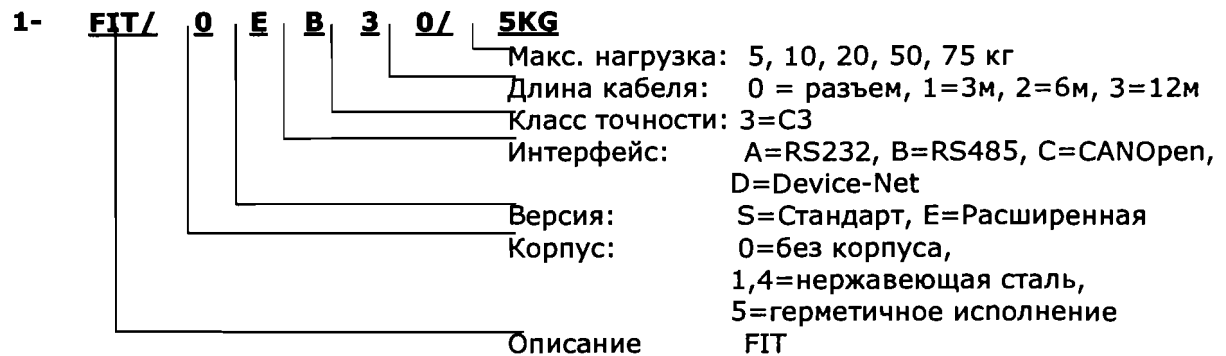 1- FIT/ 0 E B 3 0/ 5KG
Макс. нагрузка: 5, 10, 20, 50, 75 кг
Длина кабеля: 0 = разъем, 1=3м, 2=6м, 3=12м
Класс точности: 3=C3
Интерфейс: A=RS232, B=RS485, C=CANOpen,
D=Device-Net
Версия: S=Стандарт, E=Расширенная
Корпус: 0=без корпуса,
1,4=нержавеющая сталь,
5=герметичное исполнение
Описание FIT